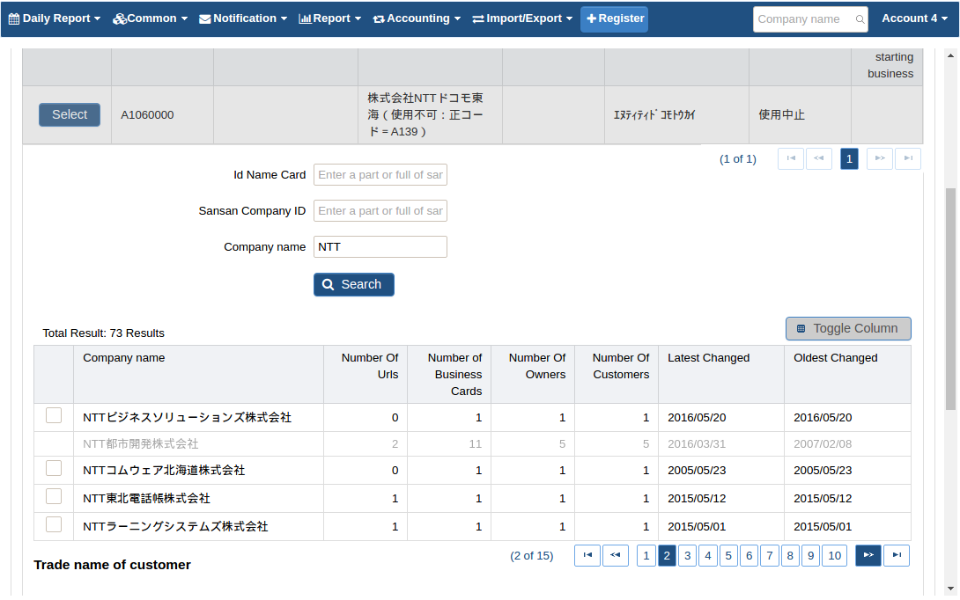 Daily Report Common Notification Report Accounting Import/Export Register Company name Account 4
starting
business
Select A1060000 株式会社NTTドコモ東海（使用不可：正コード＝A139） ｴﾇﾃｨﾃｨﾄﾞｺﾓﾄｳｶｲ 使用中止
(1 of 1) 1
Id Name Card Enter a part or full of sar
Sansan Company ID Enter a part or full of sar
Company name NTT
Search
Toggle Column
Total Result: 73 Results
Company name Number Of Urls Number of Business Cards Number Of Owners Number Of Customers Latest Changed Oldest Changed
NTTビジネスソリューションズ株式会社 0 1 1 1 2016/05/20 2016/05/20
NTT都市開発株式会社 2 11 5 5 2016/03/31 2007/02/08
NTTコムウェア北海道株式会社 0 1 1 1 2005/05/23 2005/05/23
NTT東北電話帳株式会社 1 1 1 1 2015/05/12 2015/05/12
NTTラーニングシステムズ株式会社 1 1 1 1 2015/05/01 2015/05/01
(2 of 15) 1 2 3 4 5 6 7 8 9 10
Trade name of customer